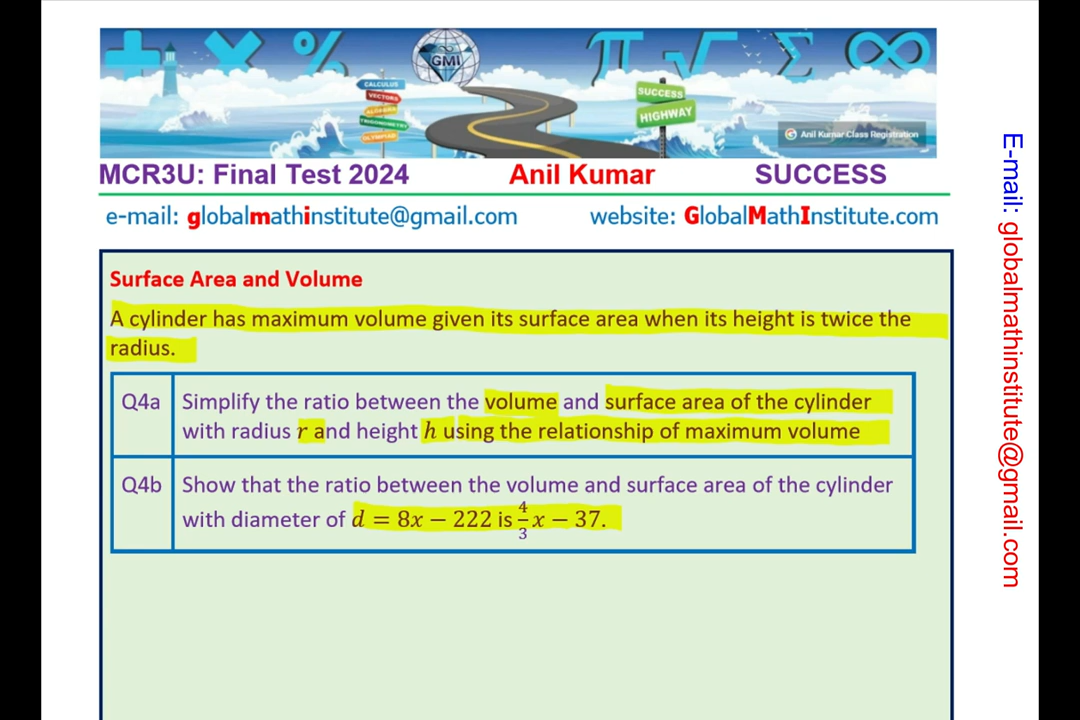 GMI
CALCULUS
VECTORS
ALGEBRA
TRIGONOMETRY
OLYMPIAD
SUCCESS
HIGHWAY
Anil Kumar Class Registration
MCR3U: Final Test 2024 Anil Kumar SUCCESS
e-mail: globalmathinstitute@gmail.com website: GlobalMathInstitute.com
Surface Area and Volume
A cylinder has maximum volume given its surface area when its height is twice the
radius.
Q4a Simplify the ratio between the volume and surface area of the cylinder
with radius r and height h using the relationship of maximum volume
Q4b Show that the ratio between the volume and surface area of the cylinder
with diameter of d = 8x − 222 is 4/3 x − 37.
E-mail: globalmathinstitute@gmail.com